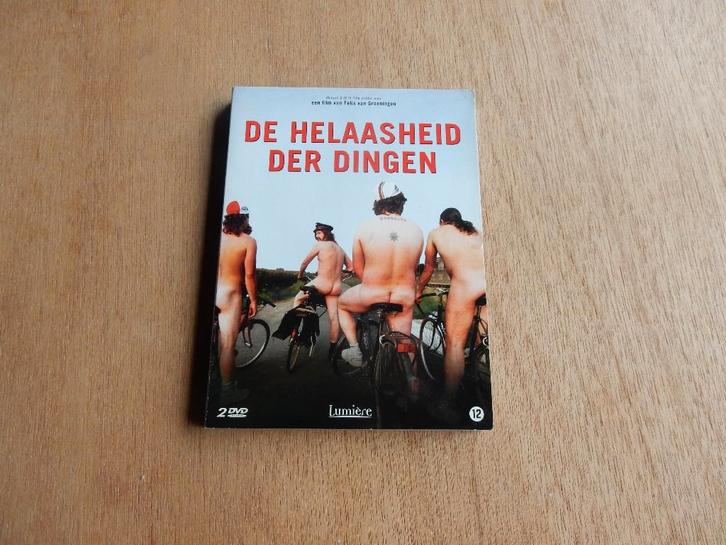 een film van Felix van Groeningen
DE HELAASHEID
DER DINGEN
2 DVD
Lumière
12